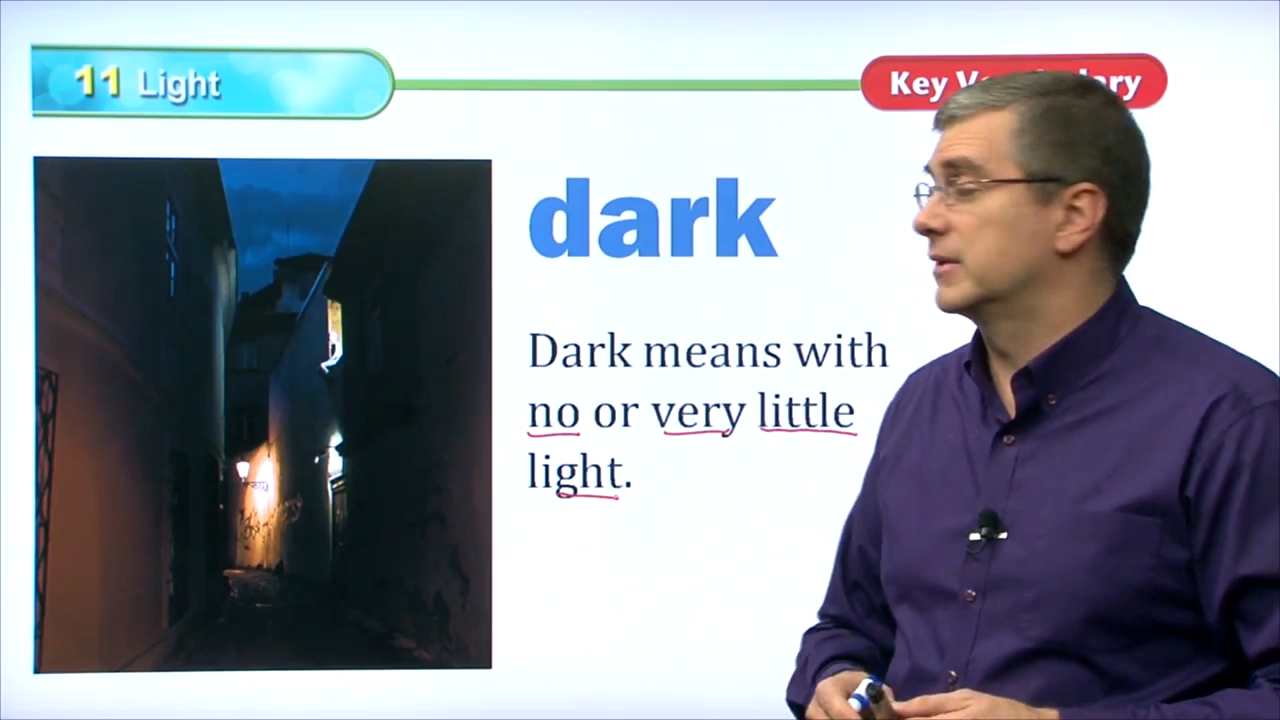 11 Light
Key
dark
Dark means with
no or very little
light.